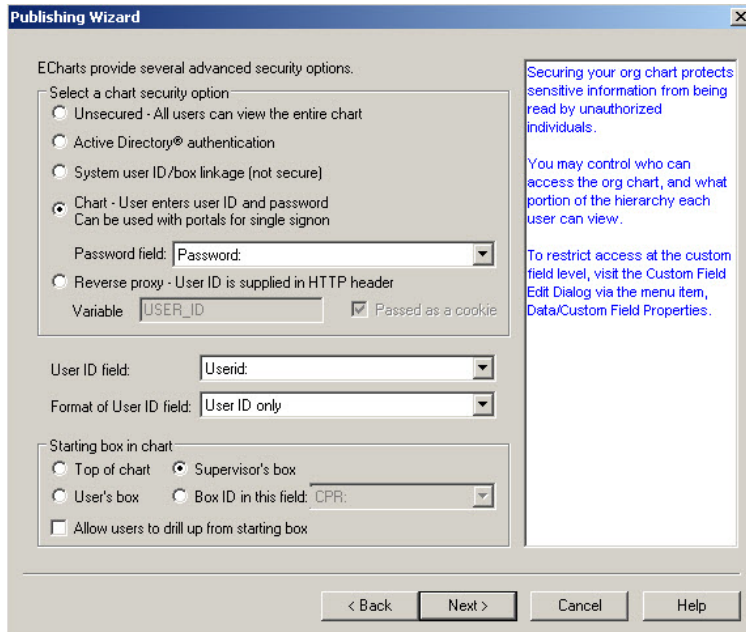 Publishing Wizard
ECharts provide several advanced security options.
Select a chart security option
Unsecured - All users can view the entire chart
Active Directory® authentication
System user ID/box linkage (not secure)
Chart - User enters user ID and password
Can be used with portals for single signon
Password field: Password:
Reverse proxy - User ID is supplied in HTTP header
Variable USER_ID Passed as a cookie
User ID field: Userid:
Format of User ID field: User ID only
Starting box in chart
Top of chart Supervisor's box
User's box Box ID in this field: CPR:
Allow users to drill up from starting box
Securing your org chart protects
sensitive information from being
read by unauthorized
individuals.
You may control who can
access the org chart, and what
portion of the hierarchy each
user can view.
To restrict access at the custom
field level, visit the Custom Field
Edit Dialog via the menu item,
Data/Custom Field Properties.
< Back Next > Cancel Help